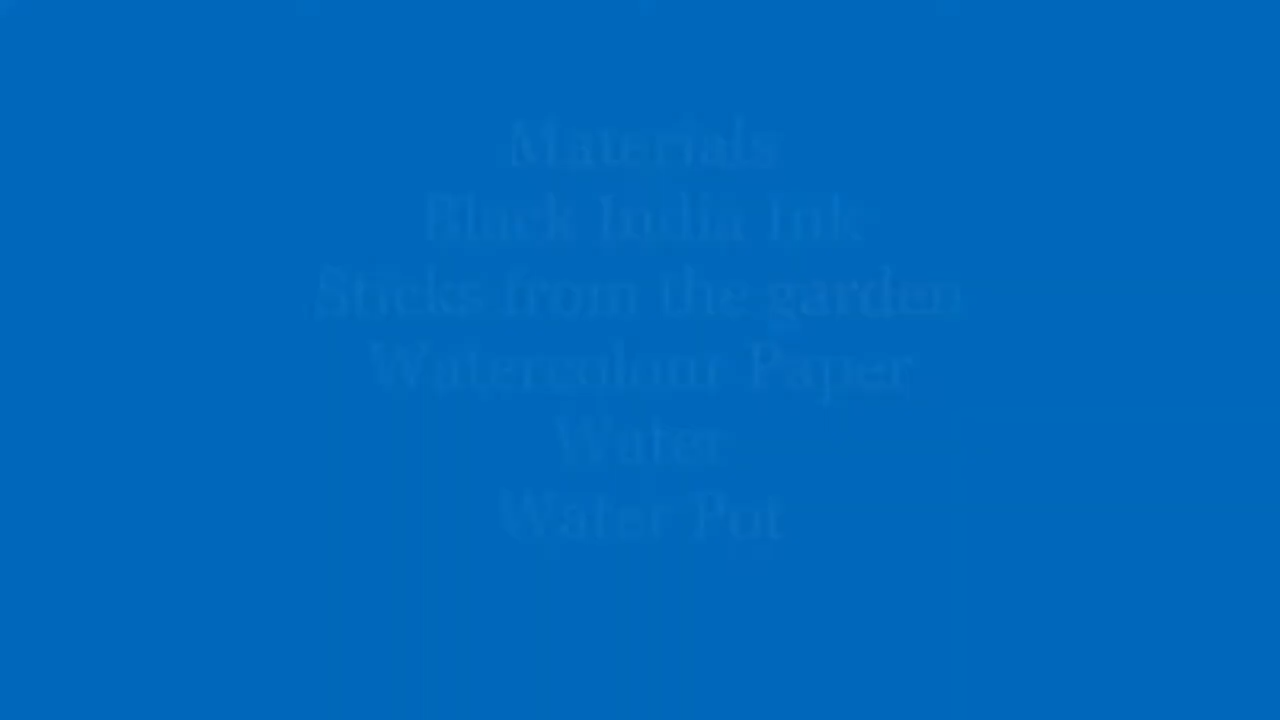 Materials
Black India Ink
Sticks from the garden
Watercolour Paper
Water
Water Pot